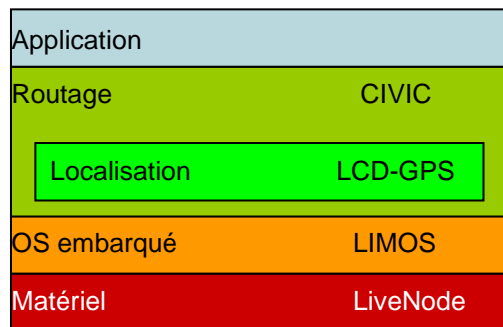 Application
Routage CIVIC
Localisation LCD-GPS
OS embarqué LIMOS
Matériel LiveNode